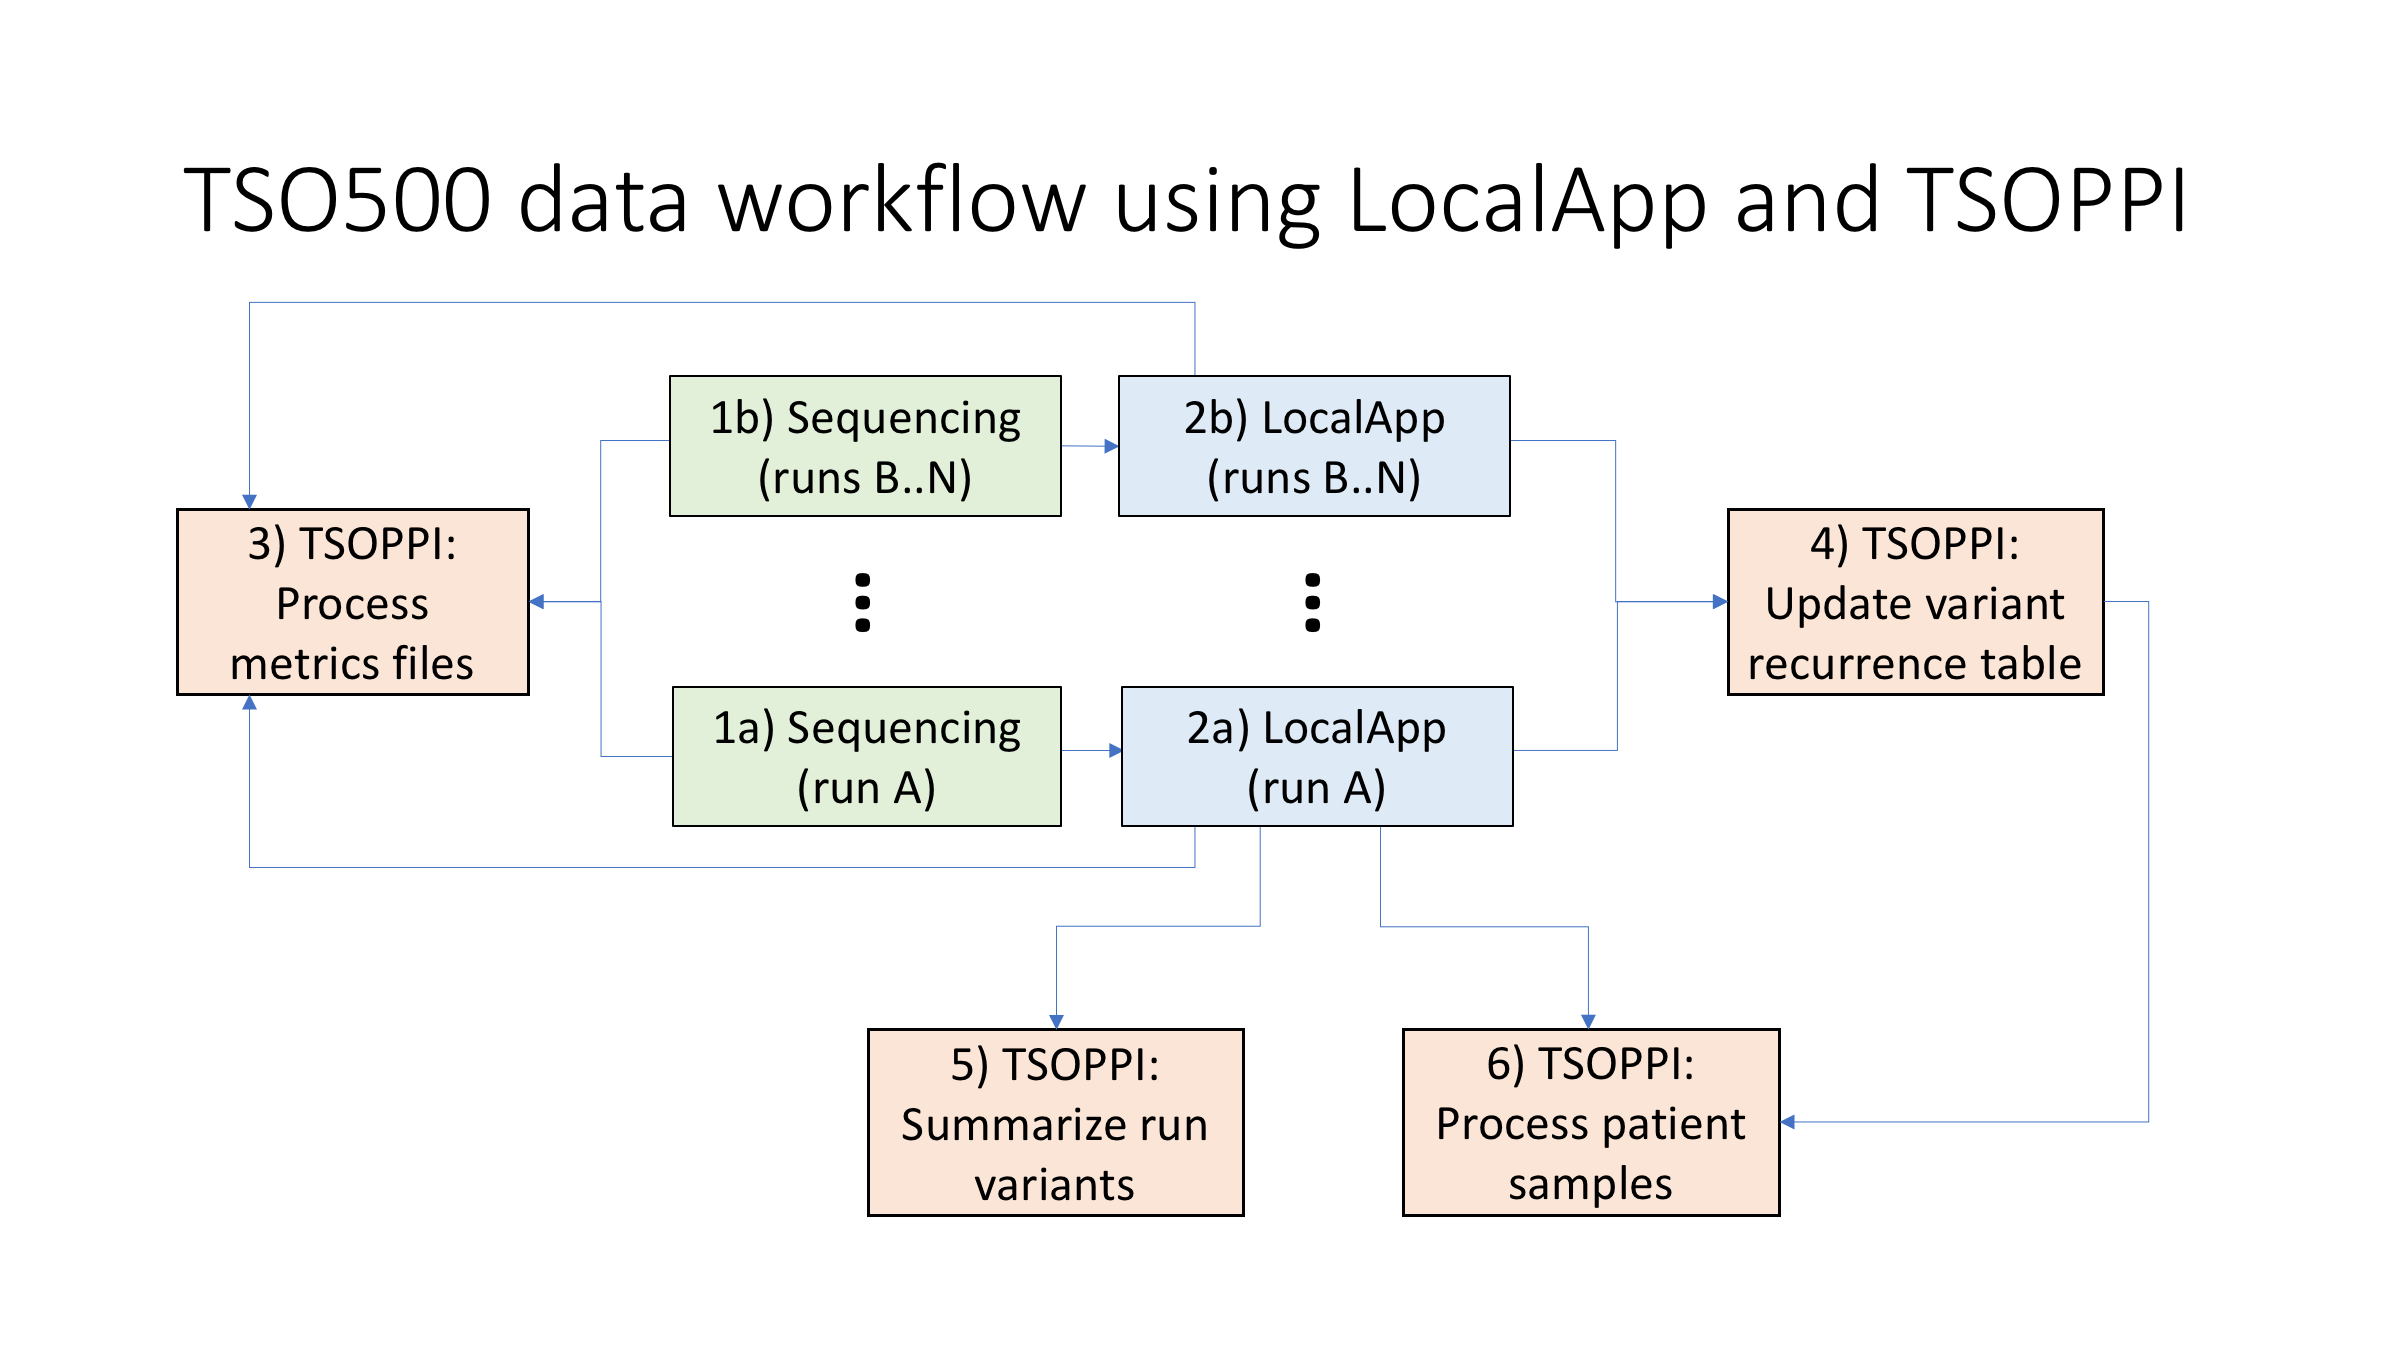 TSO500 data workflow using LocalApp and TSOPPI
1b) Sequencing
(runs B..N)
2b) LocalApp
(runs B..N)
3) TSOPPI:
Process
metrics files
4) TSOPPI:
Update variant
recurrence table
1a) Sequencing
(run A)
2a) LocalApp
(run A)
5) TSOPPI:
Summarize run
variants
6) TSOPPI:
Process patient
samples